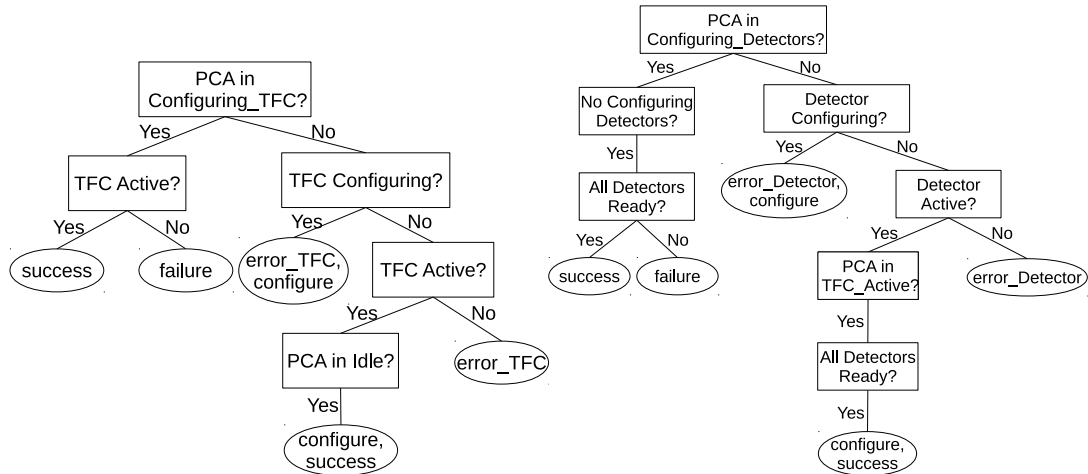 PCA in
Configuring_TFC?
Yes
No
TFC Active?
TFC Configuring?
Yes
No
Yes
No
success
failure
error_TFC,
configure
TFC Active?
Yes
No
PCA in Idle?
error_TFC
Yes
configure,
success
PCA in
Configuring_Detectors?
Yes
No
No Configuring
Detectors?
Detector
Configuring?
Yes
Yes
No
All Detectors
Ready?
error_Detector,
configure
Detector
Active?
Yes
No
Yes
No
success
failure
PCA in
TFC_Active?
error_Detector
Yes
All Detectors
Ready?
Yes
configure,
success